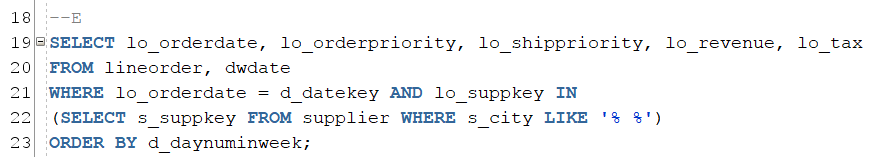 18 --E
19 SELECT lo_orderdate, lo_orderpriority, lo_shippriority, lo_revenue, lo_tax
20 FROM lineorder, dwdate
21 WHERE lo_orderdate = d_datekey AND lo_suppkey IN
22 (SELECT s_suppkey FROM supplier WHERE s_city LIKE '% %')
23 ORDER BY d_daynuminweek;